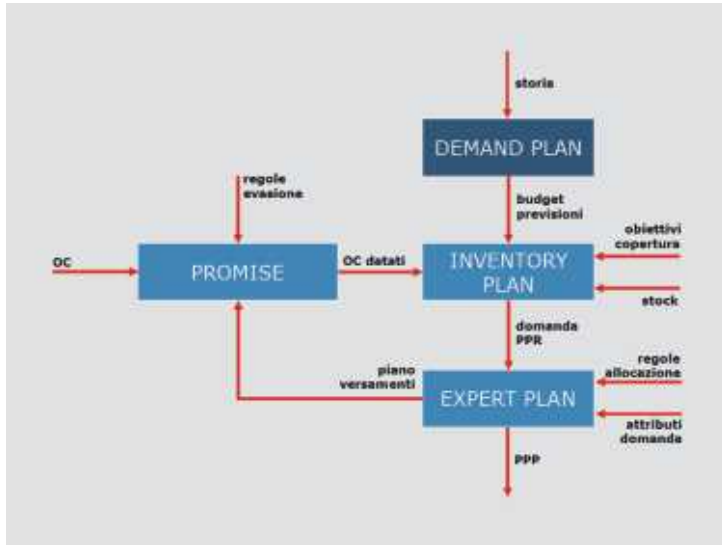 storia
DEMAND PLAN
regole
evasione
budget
previsioni
obiettivi
copertura
OC
PROMISE
OC datati
INVENTORY
PLAN
stock
domanda
PPR
piano
versamenti
regole
allocazione
EXPERT PLAN
attributi
domanda
PPP